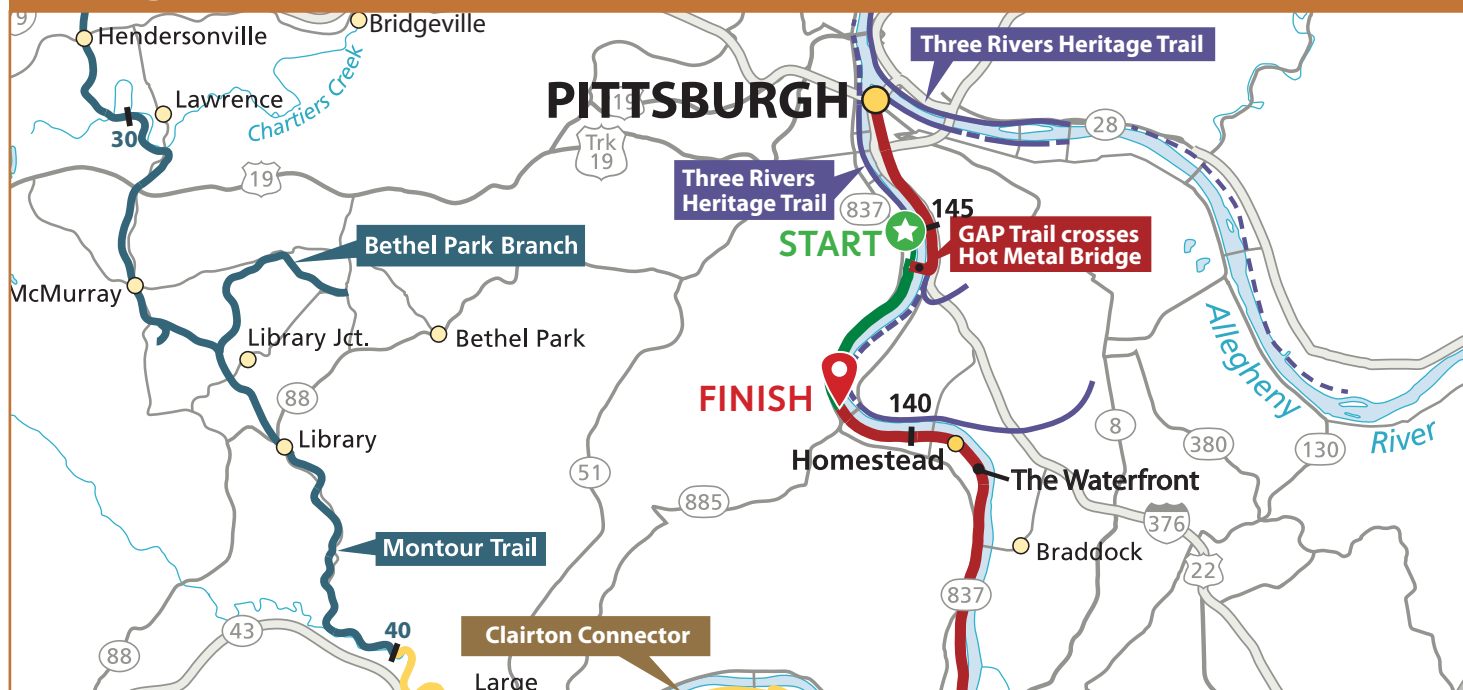 9
Hendersonville
Bridgeville
Three Rivers Heritage Trail
Lawrence
Chartiers Creek
PITTSBURGH
19
30
28
Trk
19
19
Three Rivers
Heritage Trail
837
145
START
GAP Trail crosses
Hot Metal Bridge
Bethel Park Branch
McMurray
Library Jct.
Bethel Park
Allegheny
River
FINISH
88
140
8
380
130
Library
Homestead
51
The Waterfront
885
376
Montour Trail
Braddock
22
837
43
40
Clairton Connector
88
Large